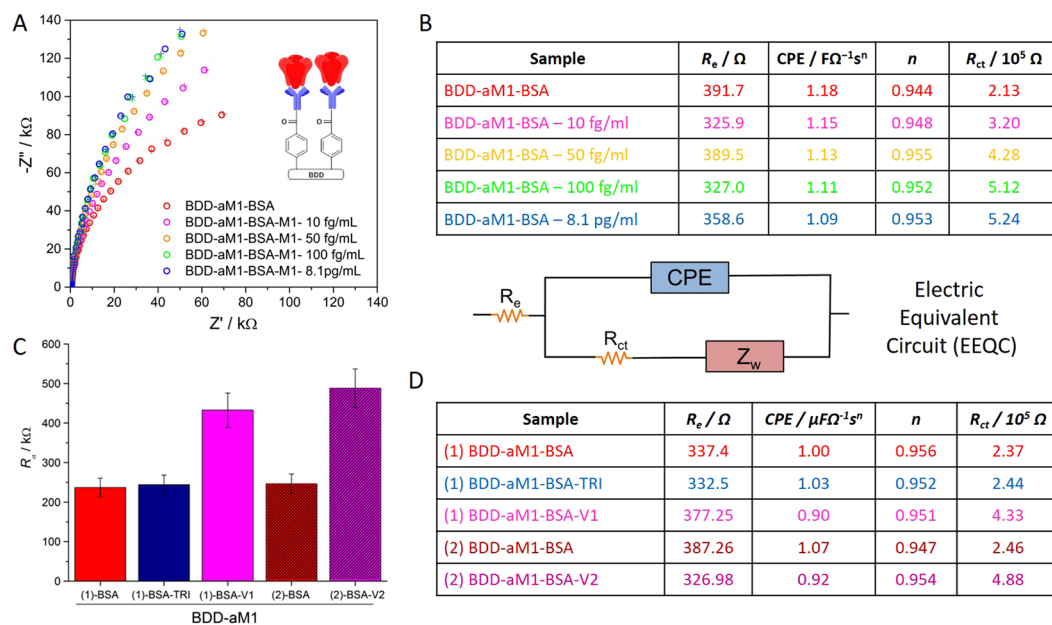 A
140
120
100
80
60
40
20
0
-Z'' / kΩ
O
O
BDD
BDD-aM1-BSA
BDD-aM1-BSA-M1- 10 fg/mL
BDD-aM1-BSA-M1- 50 fg/mL
BDD-aM1-BSA-M1- 100 fg/mL
BDD-aM1-BSA-M1- 8.1pg/mL
0 20 40 60 80 100 120 140
Z' / kΩ
B
Sample Re / Ω CPE / FΩ⁻¹sⁿ n Rct / 10⁵ Ω
BDD-aM1-BSA 391.7 1.18 0.944 2.13
BDD-aM1-BSA – 10 fg/ml 325.9 1.15 0.948 3.20
BDD-aM1-BSA – 50 fg/ml 389.5 1.13 0.955 4.28
BDD-aM1-BSA – 100 fg/ml 327.0 1.11 0.952 5.12
BDD-aM1-BSA – 8.1 pg/ml 358.6 1.09 0.953 5.24
Re
CPE
Rct
Zw
Electric
Equivalent
Circuit (EEQC)
C
600
500
400
300
200
100
0
Rct / kΩ
(1)-BSA (1)-BSA-TRI (1)-BSA-V1 (2)-BSA (2)-BSA-V2
BDD-aM1
D
Sample Re / Ω CPE / μFΩ⁻¹sⁿ n Rct / 10⁵ Ω
(1) BDD-aM1-BSA 337.4 1.00 0.956 2.37
(1) BDD-aM1-BSA-TRI 332.5 1.03 0.952 2.44
(1) BDD-aM1-BSA-V1 377.25 0.90 0.951 4.33
(2) BDD-aM1-BSA 387.26 1.07 0.947 2.46
(2) BDD-aM1-BSA-V2 326.98 0.92 0.954 4.88